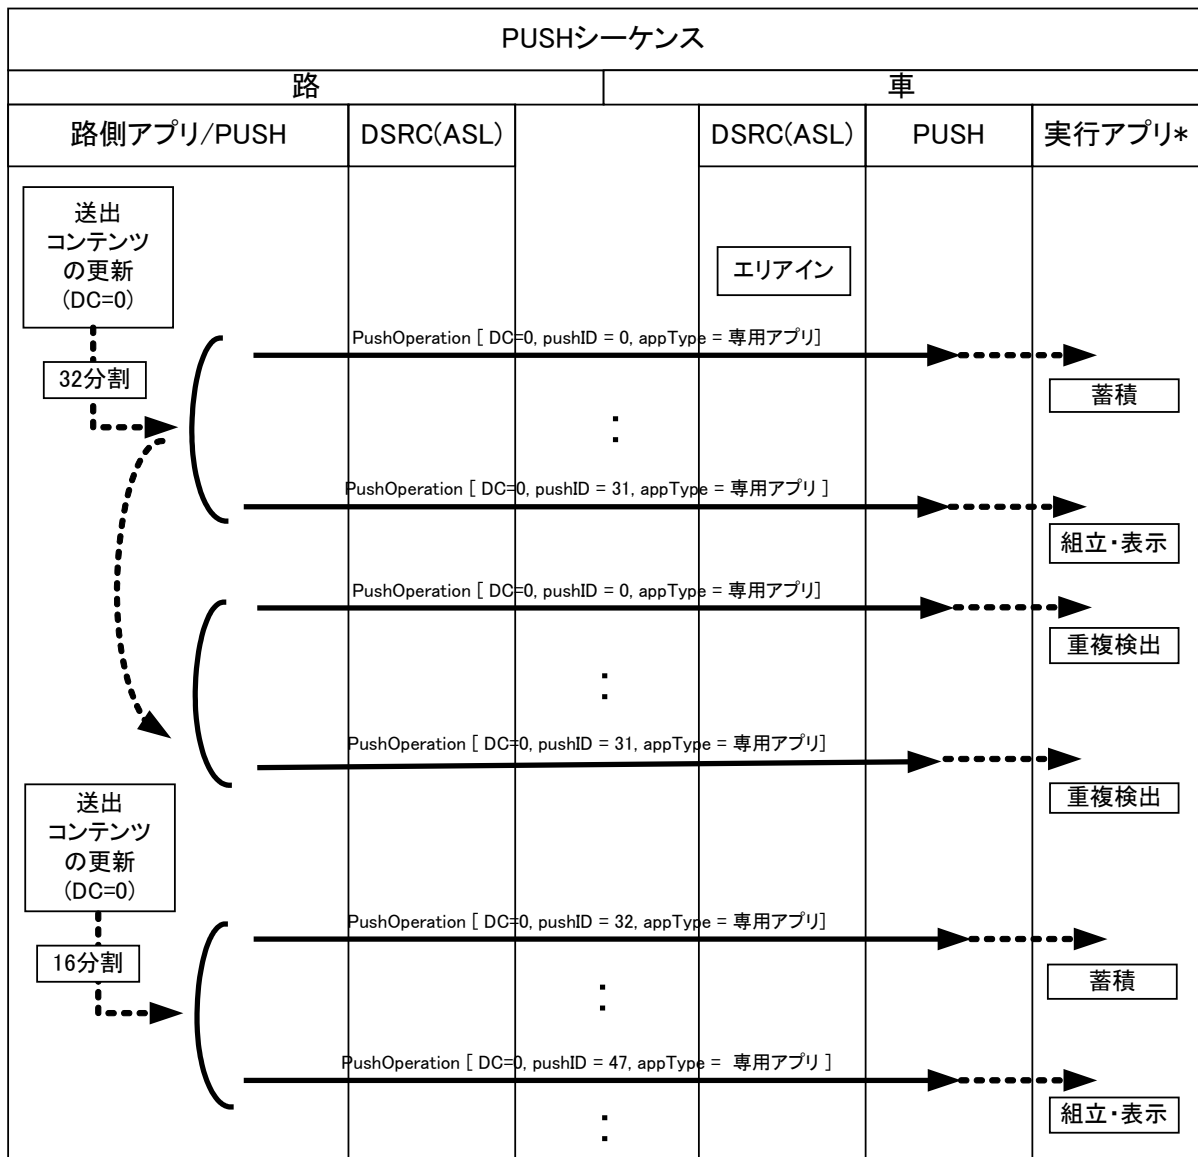 PUSHシーケンス
路
車
路側アプリ/PUSH
DSRC(ASL)
DSRC(ASL)
PUSH
実行アプリ*
送出
コンテンツ
の更新
(DC=0)
エリアイン
PushOperation [ DC=0, pushID = 0, appType = 専用アプリ]
32分割
蓄積
:
PushOperation [ DC=0, pushID = 31, appType = 専用アプリ ]
組立・表示
PushOperation [ DC=0, pushID = 0, appType = 専用アプリ]
重複検出
:
PushOperation [ DC=0, pushID = 31, appType = 専用アプリ]
重複検出
送出
コンテンツ
の更新
(DC=0)
PushOperation [ DC=0, pushID = 32, appType = 専用アプリ]
16分割
蓄積
:
PushOperation [ DC=0, pushID = 47, appType = 専用アプリ ]
組立・表示
: